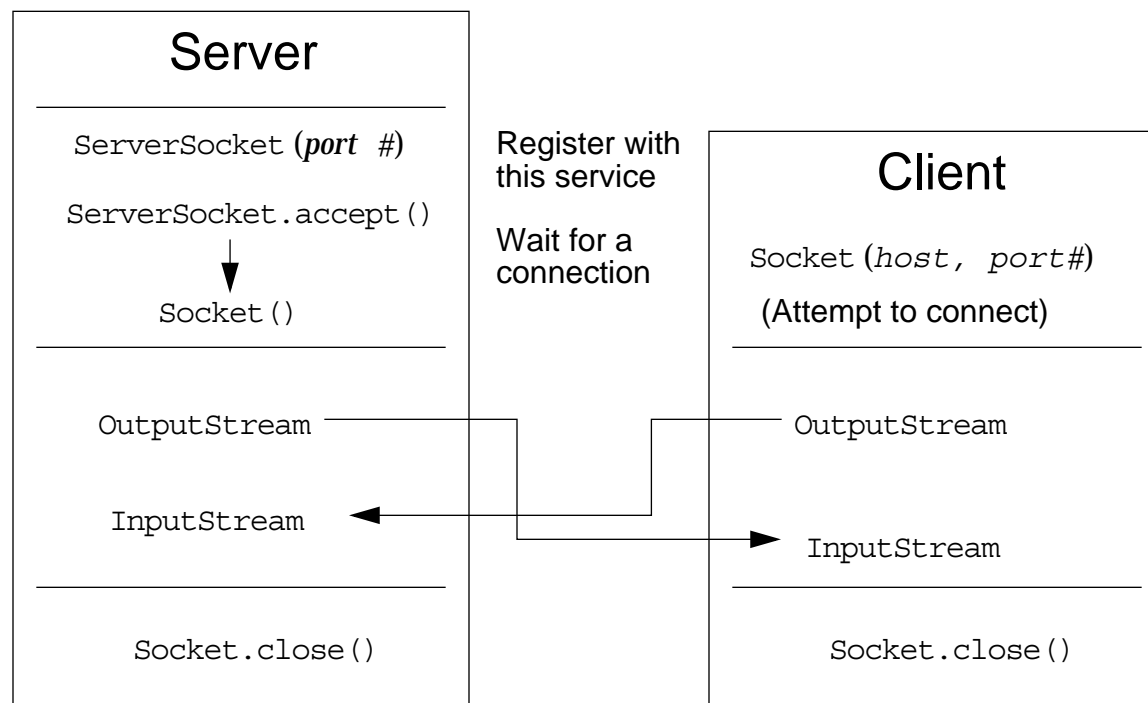 Server
ServerSocket (port #)
ServerSocket.accept()
Socket()
OutputStream
InputStream
Socket.close()
Register with
this service
Wait for a
connection
Client
Socket (host, port#)
(Attempt to connect)
OutputStream
InputStream
Socket.close()